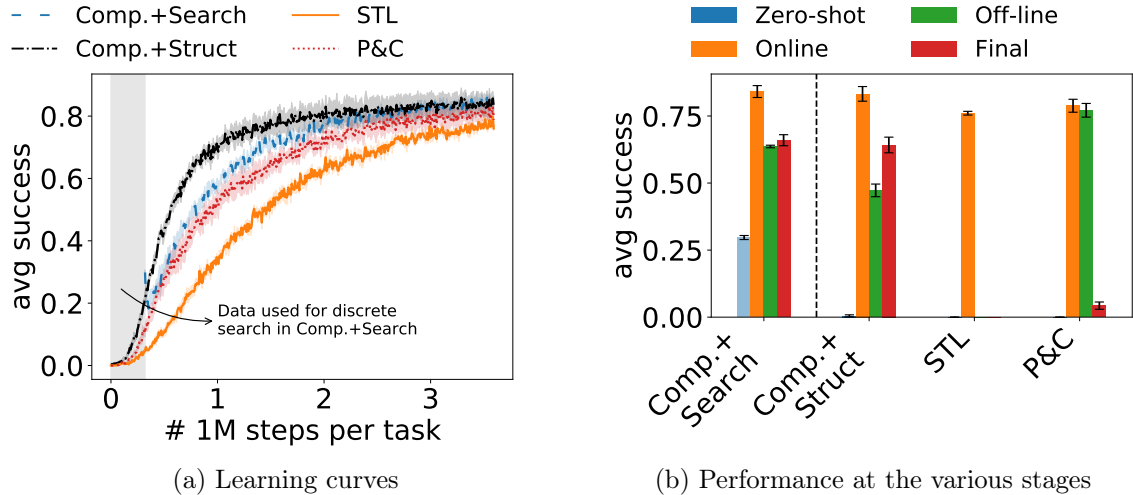 Comp.+Search
STL
Comp.+Struct
P&C
avg success
0.8
0.6
0.4
0.2
0.0
Data used for discrete
search in Comp.+Search
0 1 2 3
# 1M steps per task
(a) Learning curves
Zero-shot
Off-line
Online
Final
avg success
0.75
0.50
0.25
0.00
Comp.+
Search
Comp.+
Struct
STL
P&C
(b) Performance at the various stages